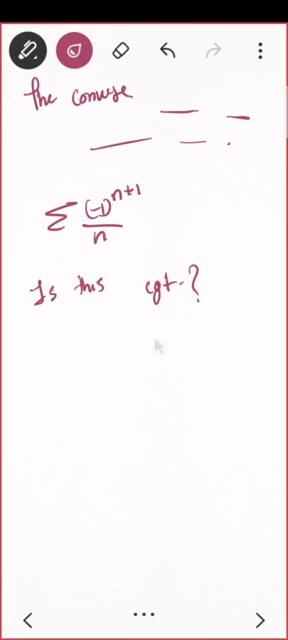 The converse
Σ (-1)^{n+1}/n
Is this cgt.?